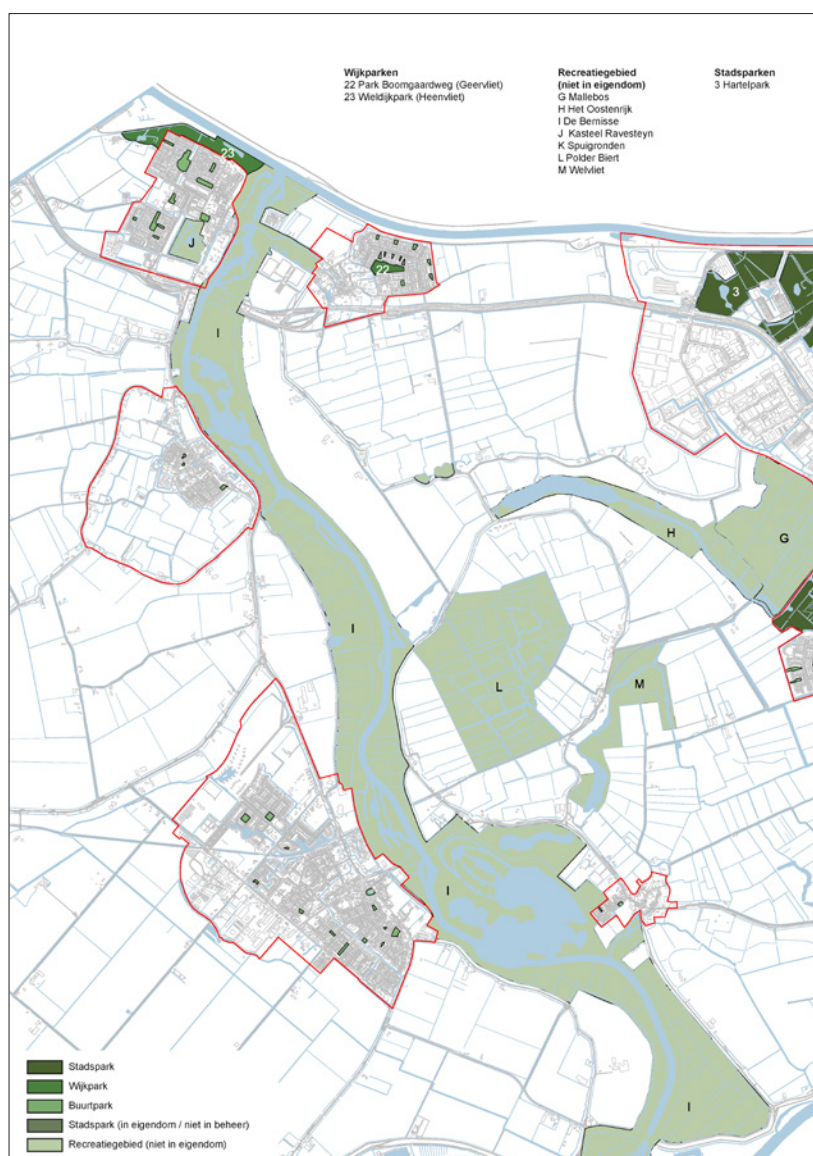 Wijkparken
22 Park Boomgaardweg (Geervliet)
23 Wieldijkpark (Heenvliet)
Recreatiegebied
(niet in eigendom)
G Mallebos
H Het Oostenrijk
I De Bernisse
J Kasteel Ravesteyn
K Spuigronden
L Polder Biert
M Welvliet
Stadsparken
3 Hartelpark
23
J
22
3
I
H
G
I
L
M
I
I
Stadspark
Wijkpark
Buurtpark
Stadspark (in eigendom / niet in beheer)
Recreatiegebied (niet in eigendom)